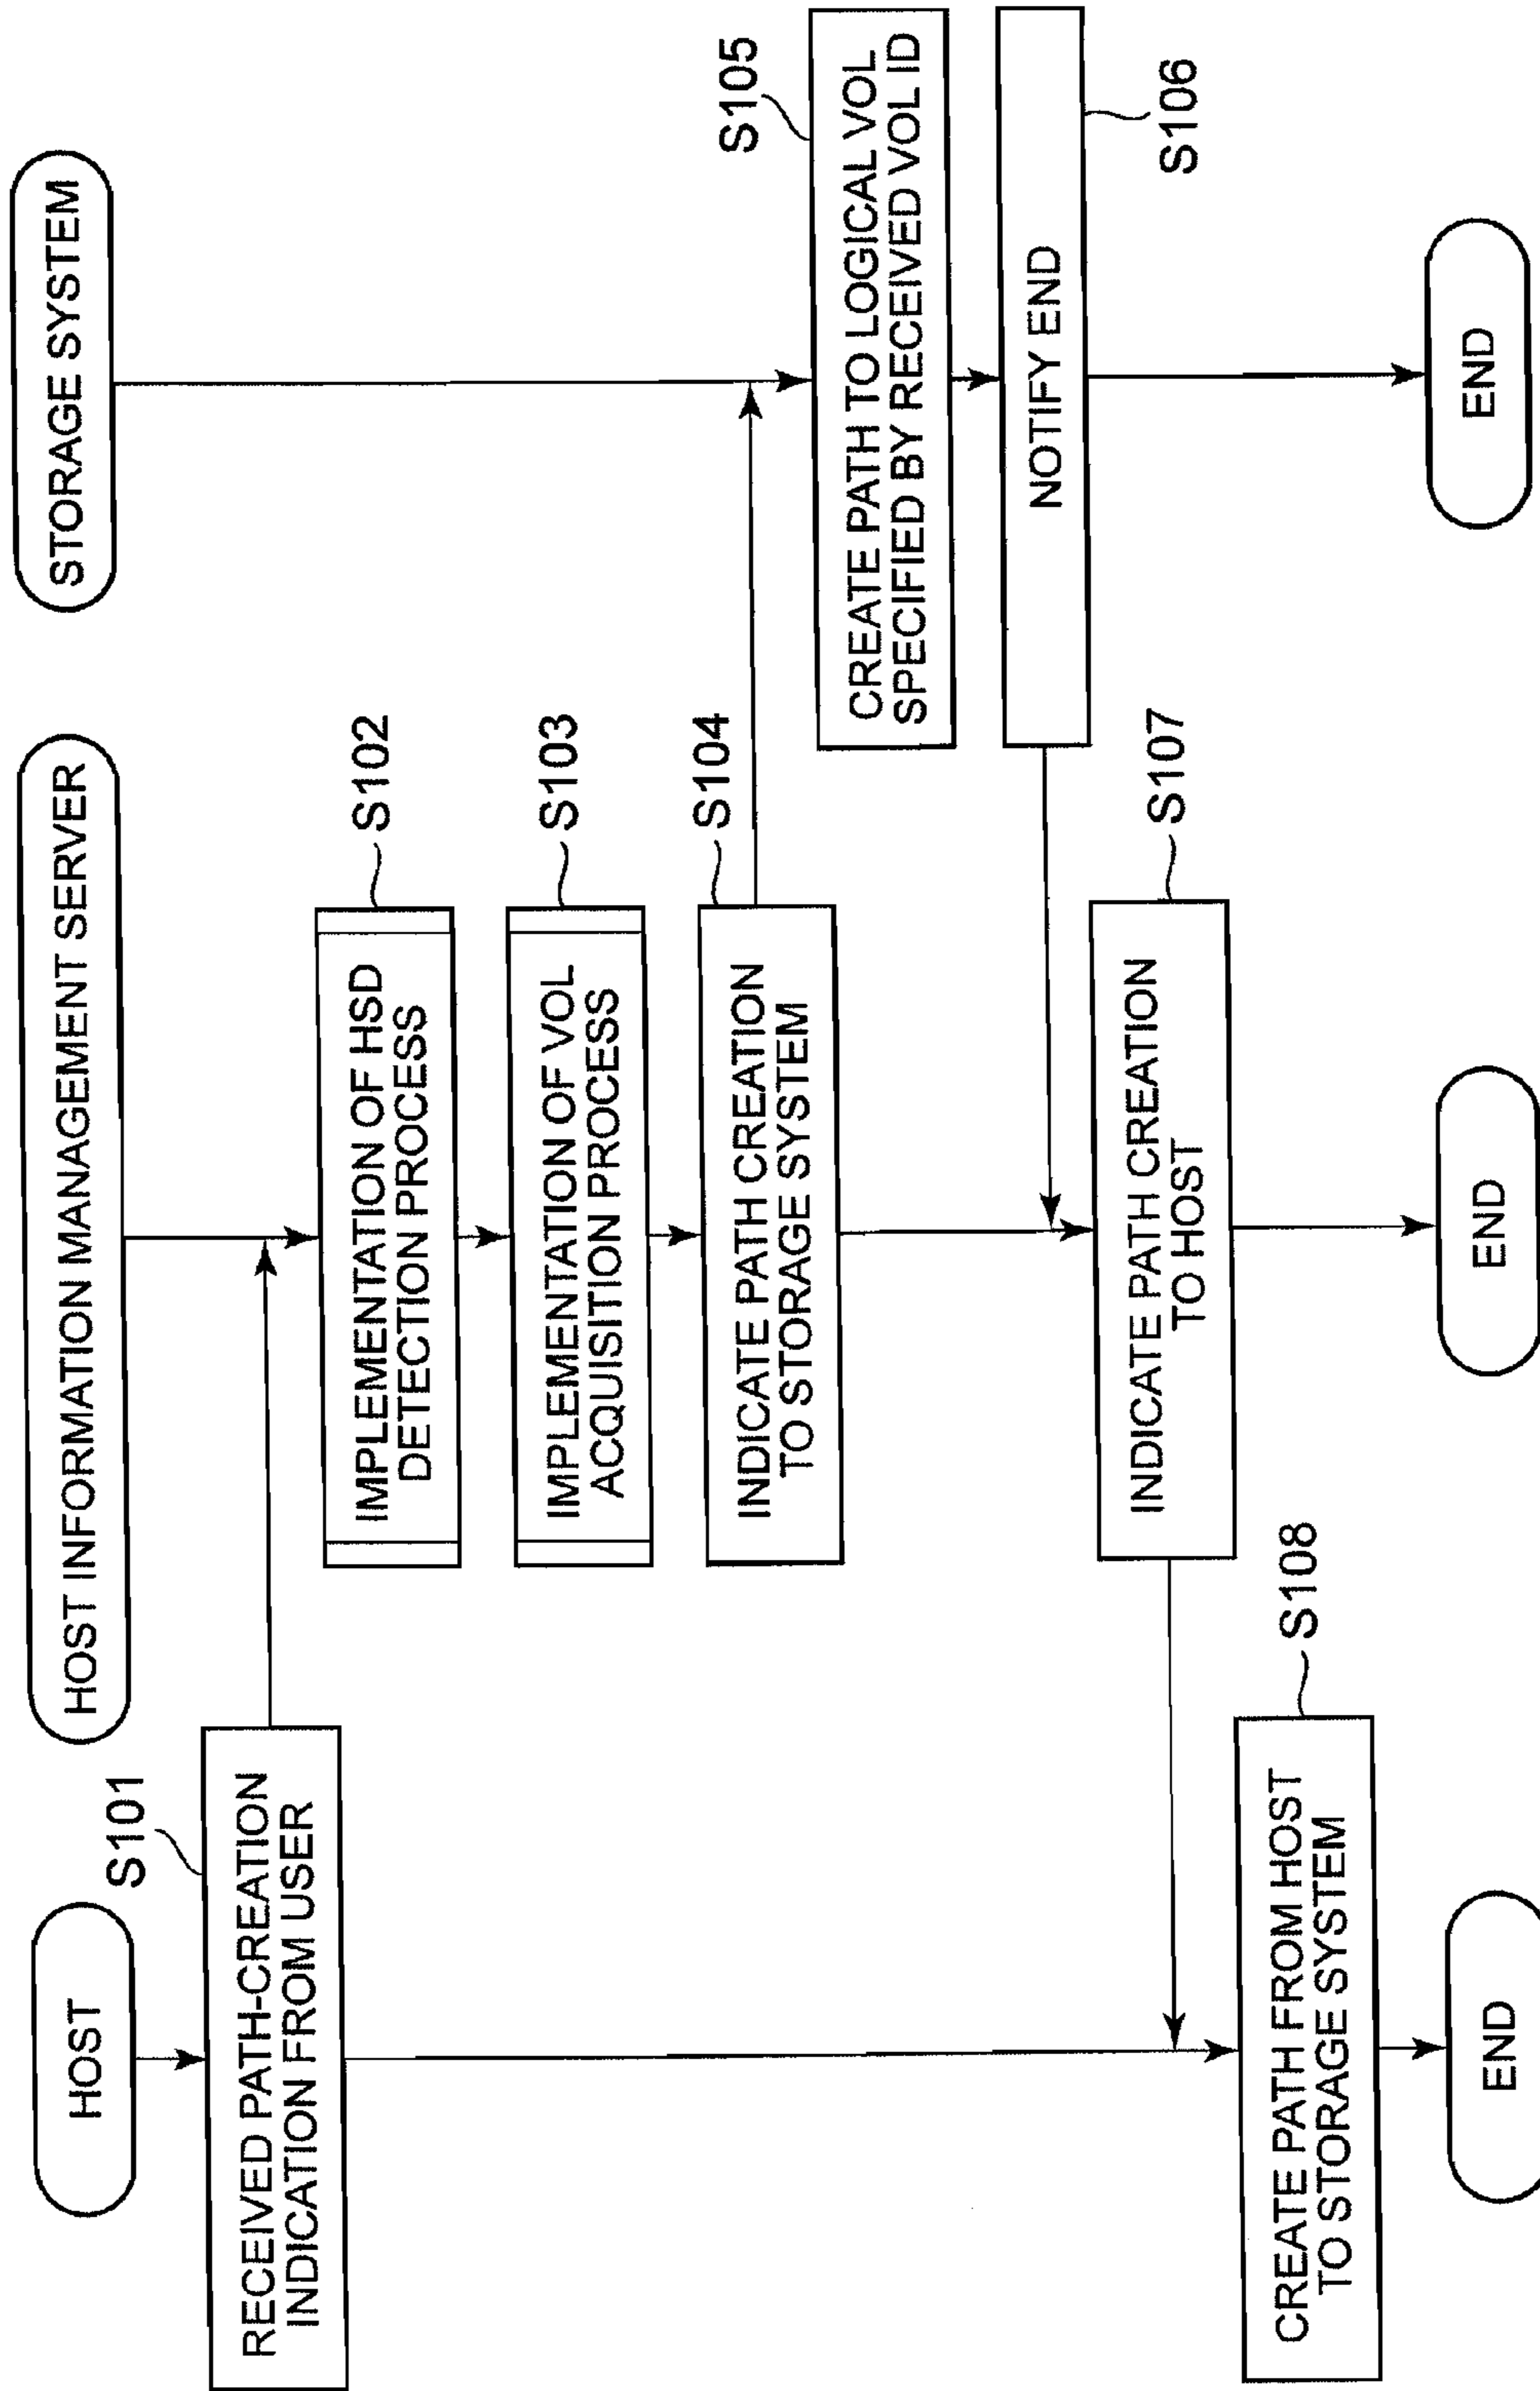 HOST
S101
RECEIVED PATH-CREATION
INDICATION FROM USER
CREATE PATH FROM HOST
TO STORAGE SYSTEM
S108
END
HOST INFORMATION MANAGEMENT SERVER
IMPLEMENTATION OF HSD
DETECTION PROCESS
S102
IMPLEMENTATION OF VOL
ACQUISITION PROCESS
S103
INDICATE PATH CREATION
TO STORAGE SYSTEM
S104
INDICATE PATH CREATION
TO HOST
S107
END
STORAGE SYSTEM
S105
CREATE PATH TO LOGICAL VOL
SPECIFIED BY RECEIVED VOL ID
NOTIFY END
S106
END